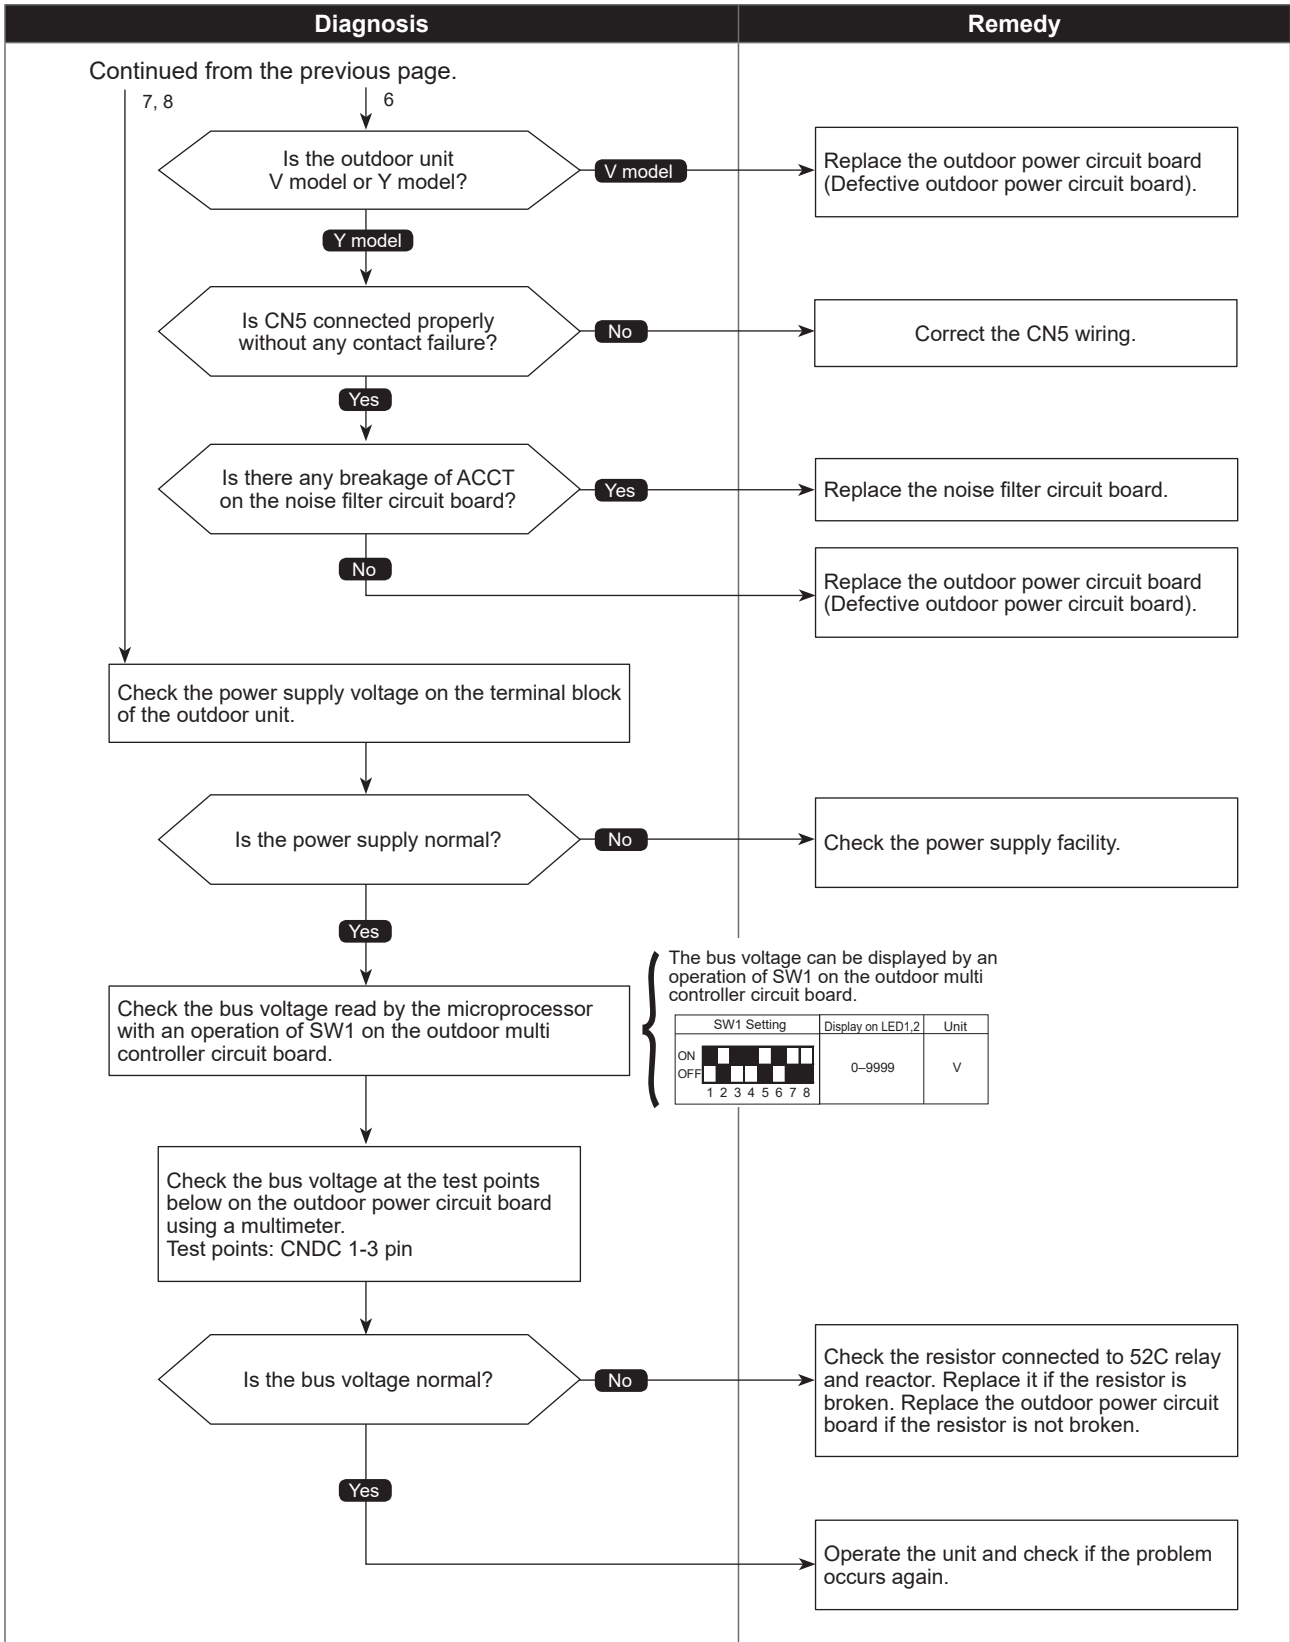 Diagnosis
Remedy
Continued from the previous page.
7, 8
6
Is the outdoor unit
V model or Y model?
V model
Replace the outdoor power circuit board
(Defective outdoor power circuit board).
Y model
Is CN5 connected properly
without any contact failure?
No
Correct the CN5 wiring.
Yes
Is there any breakage of ACCT
on the noise filter circuit board?
Yes
Replace the noise filter circuit board.
No
Replace the outdoor power circuit board
(Defective outdoor power circuit board).
Check the power supply voltage on the terminal block
of the outdoor unit.
Is the power supply normal?
No
Check the power supply facility.
Yes
Check the bus voltage read by the microprocessor
with an operation of SW1 on the outdoor multi
controller circuit board.
The bus voltage can be displayed by an
operation of SW1 on the outdoor multi
controller circuit board.
SW1 Setting
Display on LED1,2
Unit
ON
OFF
1 2 3 4 5 6 7 8
0–9999
V
Check the bus voltage at the test points
below on the outdoor power circuit board
using a multimeter.
Test points: CNDC 1-3 pin
Is the bus voltage normal?
No
Check the resistor connected to 52C relay
and reactor. Replace it if the resistor is
broken. Replace the outdoor power circuit
board if the resistor is not broken.
Yes
Operate the unit and check if the problem
occurs again.